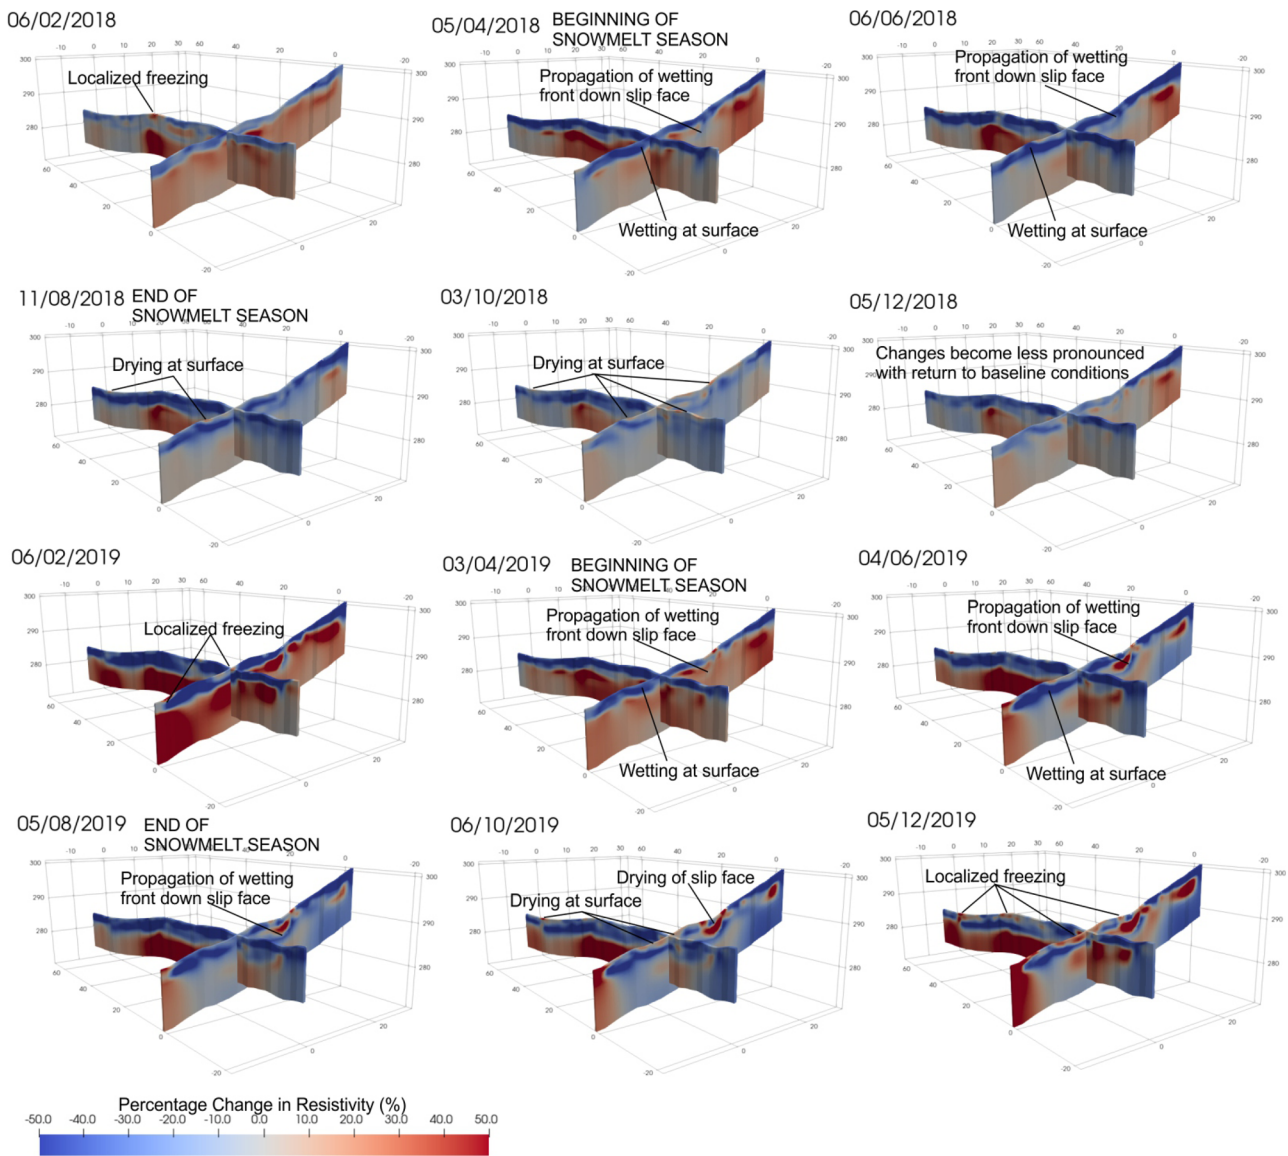 06/02/2018
Localized freezing
05/04/2018
BEGINNING OF
SNOWMELT SEASON
Propagation of wetting
front down slip face
Wetting at surface
06/06/2018
Propagation of wetting
front down slip face
Wetting at surface
11/08/2018
END OF
SNOWMELT SEASON
Drying at surface
03/10/2018
Drying at surface
05/12/2018
Changes become less pronounced
with return to baseline conditions
06/02/2019
Localized freezing
03/04/2019
BEGINNING OF
SNOWMELT SEASON
Propagation of wetting
front down slip face
Wetting at surface
04/06/2019
Propagation of wetting
front down slip face
Wetting at surface
05/08/2019
END OF
SNOWMELT SEASON
Propagation of wetting
front down slip face
06/10/2019
Drying of slip face
Drying at surface
05/12/2019
Localized freezing
Percentage Change in Resistivity (%)
-50.0 -40.0 -30.0 -20.0 -10.0 0.0 10.0 20.0 30.0 40.0 50.0